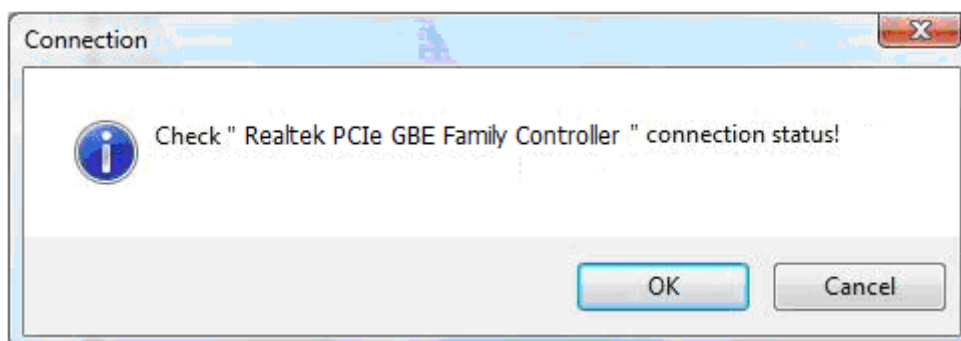 Connection
Check " Realtek PCIe GBE Family Controller " connection status!
OK
Cancel